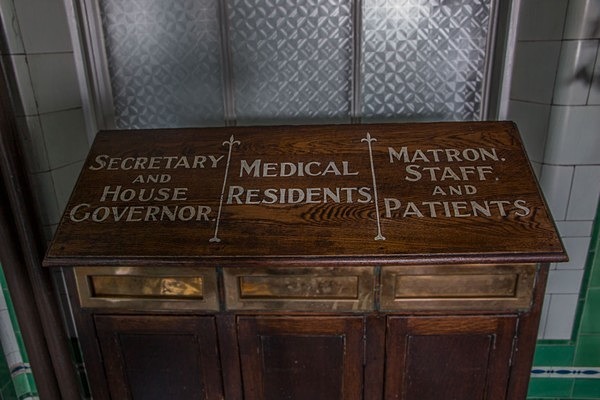 SECRETARY
AND
HOUSE
GOVERNOR.
MEDICAL
RESIDENTS.
MATRON.
STAFF.
AND
PATIENTS.